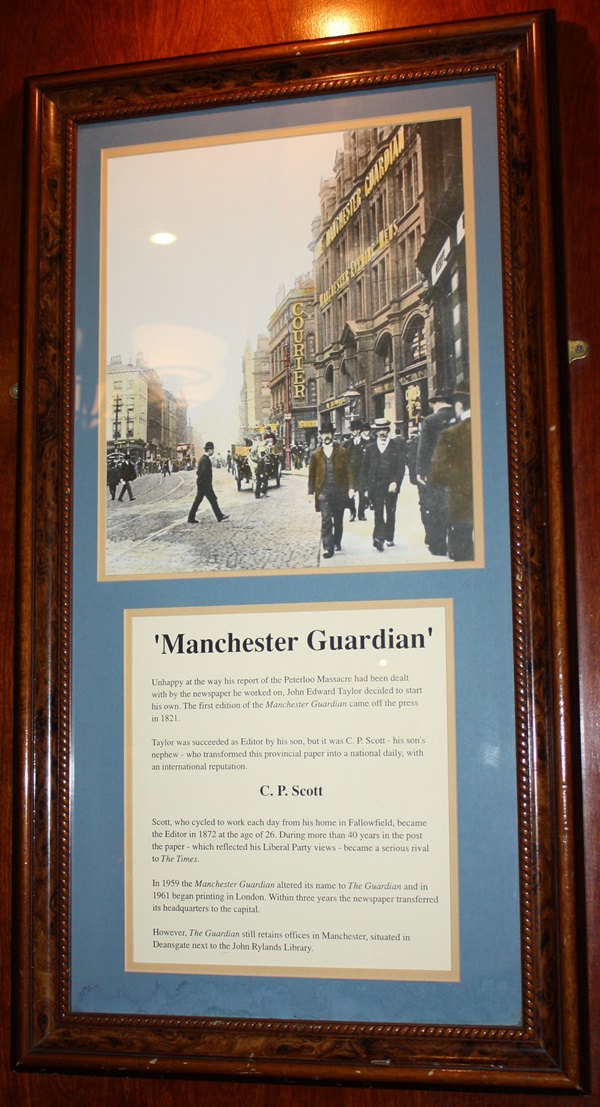 MANCHESTER GUARDIAN
MANCHESTER EVENING NEWS
COURIER
'Manchester Guardian'
Unhappy at the way his report of the Peterloo Massacre had been dealt
with by the newspaper he worked on, John Edward Taylor decided to start
his own. The first edition of the Manchester Guardian came off the press
in 1821.
Taylor was succeeded as Editor by his son, but it was C. P. Scott - his son's
nephew - who transformed this provincial paper into a national daily, with
an international reputation.
C. P. Scott
Scott, who cycled to work each day from his home in Fallowfield, became
the Editor in 1872 at the age of 26. During more than 40 years in the post
the paper - which reflected his Liberal Party views - became a serious rival
to The Times.
In 1959 the Manchester Guardian altered its name to The Guardian and in
1961 began printing in London. Within three years the newspaper transferred
its headquarters to the capital.
However, The Guardian still retains offices in Manchester, situated in
Deansgate next to the John Rylands Library.